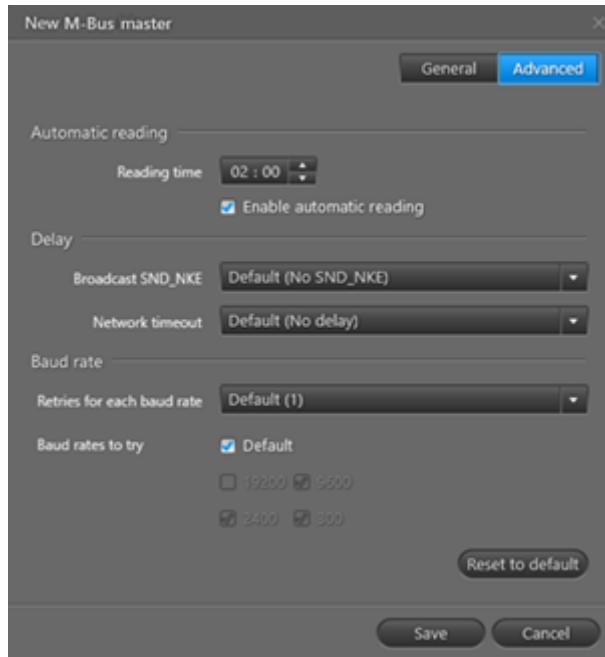 New M-Bus master
General Advanced
Automatic reading
Reading time 02 : 00
Enable automatic reading
Delay
Broadcast SND_NKE Default (No SND_NKE)
Network timeout Default (No delay)
Baud rate
Retries for each baud rate Default (1)
Baud rates to try Default
19200 9600
2400 300
Reset to default
Save Cancel